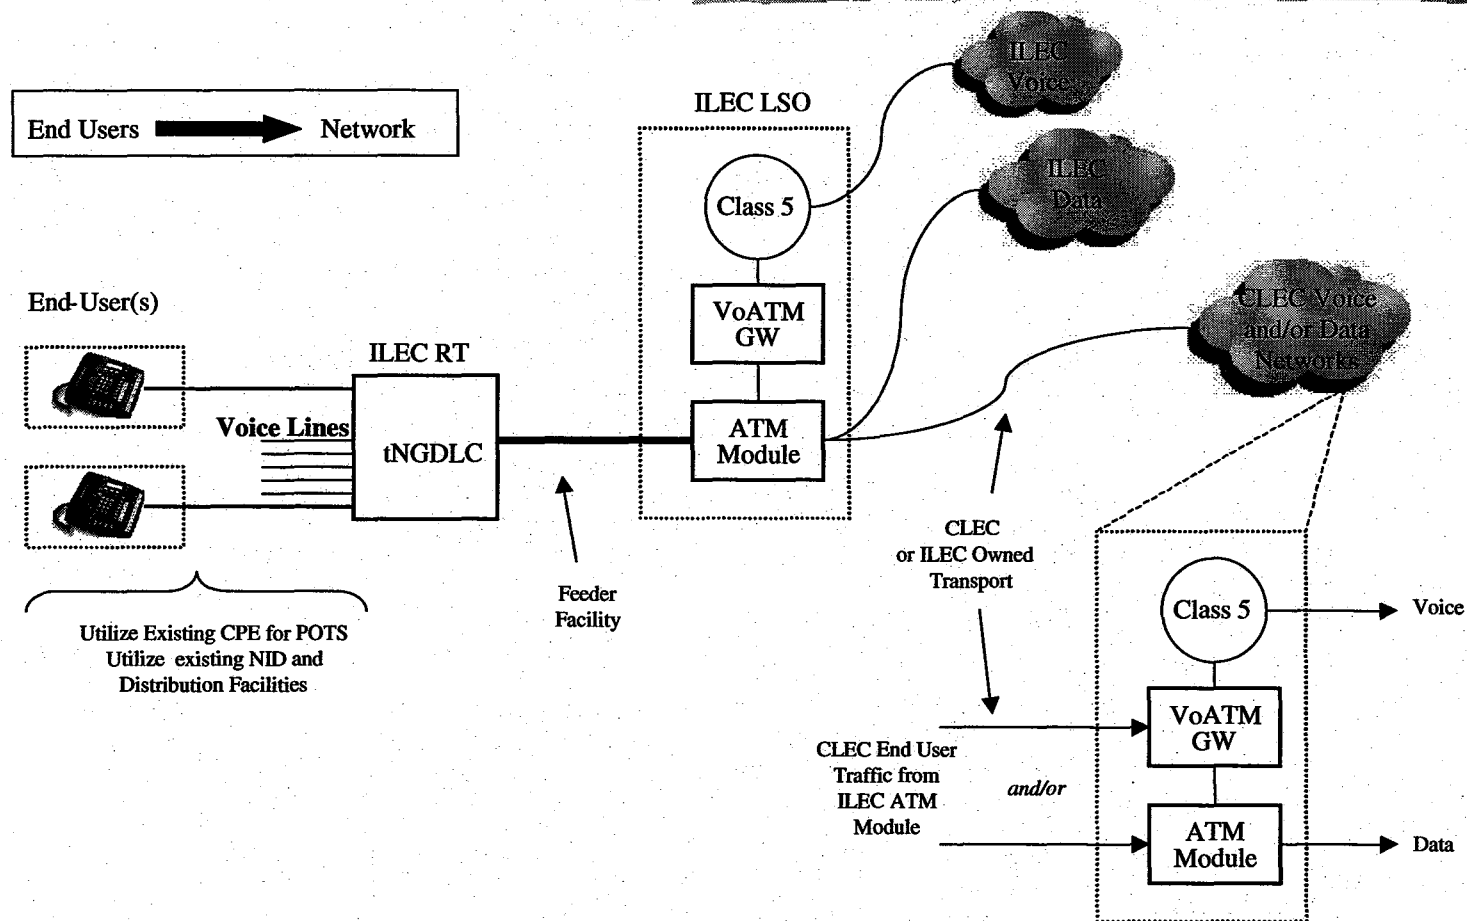 End Users
Network
ILEC LSO
ILEC
Voice
ILEC
Data
Class 5
VoATM
GW
ATM
Module
CLEC Voice
and/or Data
Networks
End-User(s)
ILEC RT
Voice Lines
tNGDLC
Feeder
Facility
Utilize Existing CPE for POTS
Utilize existing NID and
Distribution Facilities
CLEC
or ILEC Owned
Transport
CLEC End User
Traffic from
ILEC ATM
Module
and/or
Class 5
Voice
VoATM
GW
ATM
Module
Data